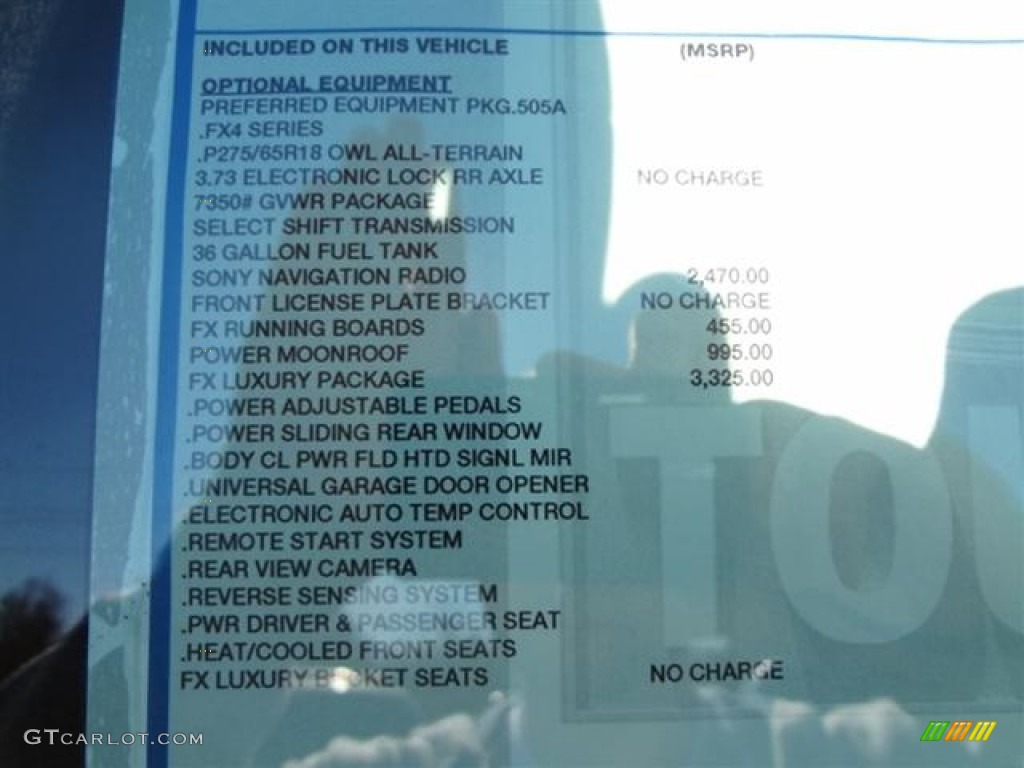 INCLUDED ON THIS VEHICLE (MSRP)
OPTIONAL EQUIPMENT
PREFERRED EQUIPMENT PKG.505A
.FX4 SERIES
.P275/65R18 OWL ALL-TERRAIN
3.73 ELECTRONIC LOCK RR AXLE NO CHARGE
7350# GVWR PACKAGE
SELECT SHIFT TRANSMISSION
36 GALLON FUEL TANK
SONY NAVIGATION RADIO 2,470.00
FRONT LICENSE PLATE BRACKET NO CHARGE
FX RUNNING BOARDS 455.00
POWER MOONROOF 995.00
FX LUXURY PACKAGE 3,325.00
.POWER ADJUSTABLE PEDALS
.POWER SLIDING REAR WINDOW
.BODY CL PWR FLD HTD SIGNL MIR
.UNIVERSAL GARAGE DOOR OPENER
.ELECTRONIC AUTO TEMP CONTROL
.REMOTE START SYSTEM
.REAR VIEW CAMERA
.REVERSE SENSING SYSTEM
.PWR DRIVER & PASSENGER SEAT
.HEAT/COOLED FRONT SEATS
FX LUXURY BUCKET SEATS NO CHARGE
GTCARLOT.COM